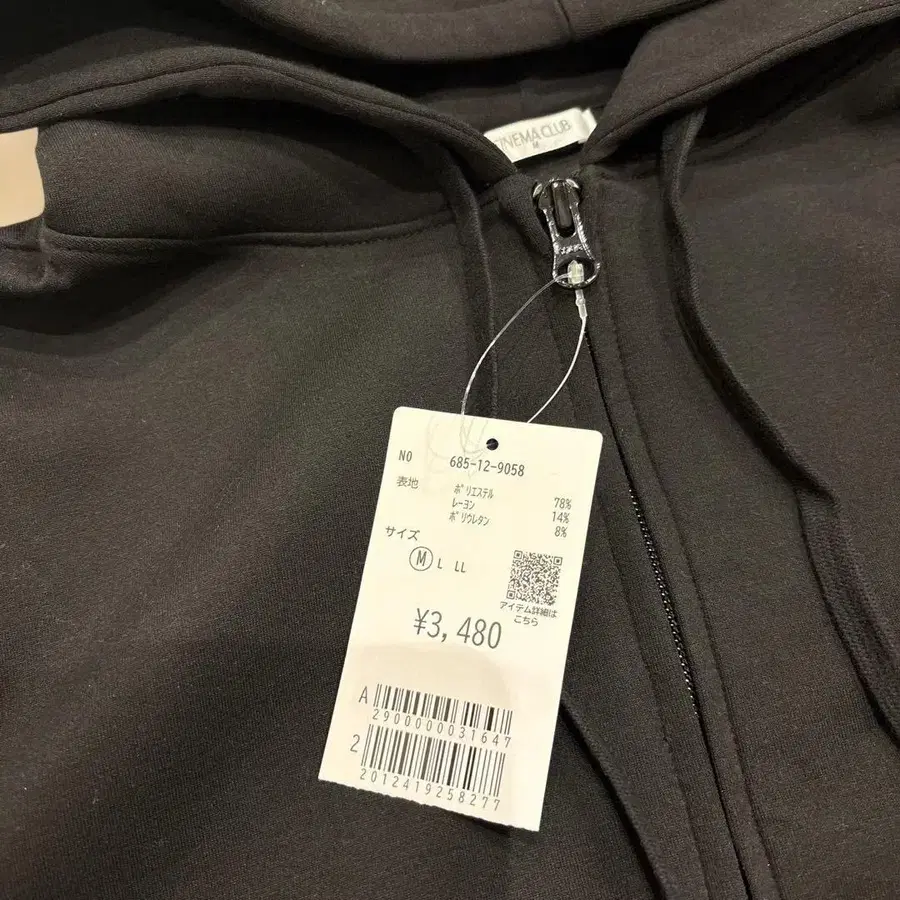 CINEMA CLUB
M
NO 685-12-9058
表地 ポリエステル 78%
レーヨン 14%
ポリウレタン 8%
サイズ
M L LL
アイテム詳細は
こちら
¥3,480
A
2900000031647
2
2012419258277